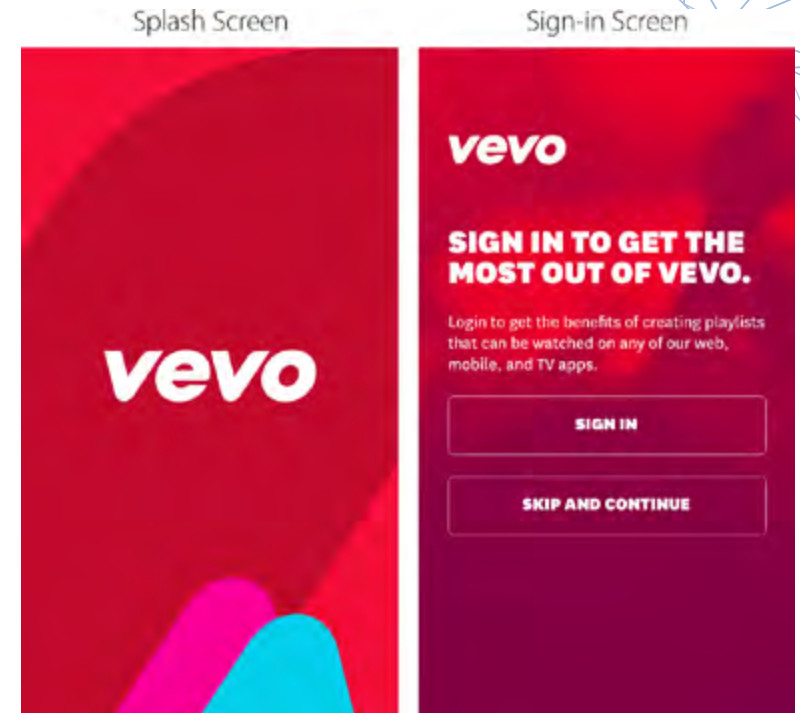 Splash Screen
Sign-in Screen
vevo
vevo
SIGN IN TO GET THE
MOST OUT OF VEVO.
Login to get the benefits of creating playlists
that can be watched on any of our web,
mobile, and TV apps.
SIGN IN
SKIP AND CONTINUE